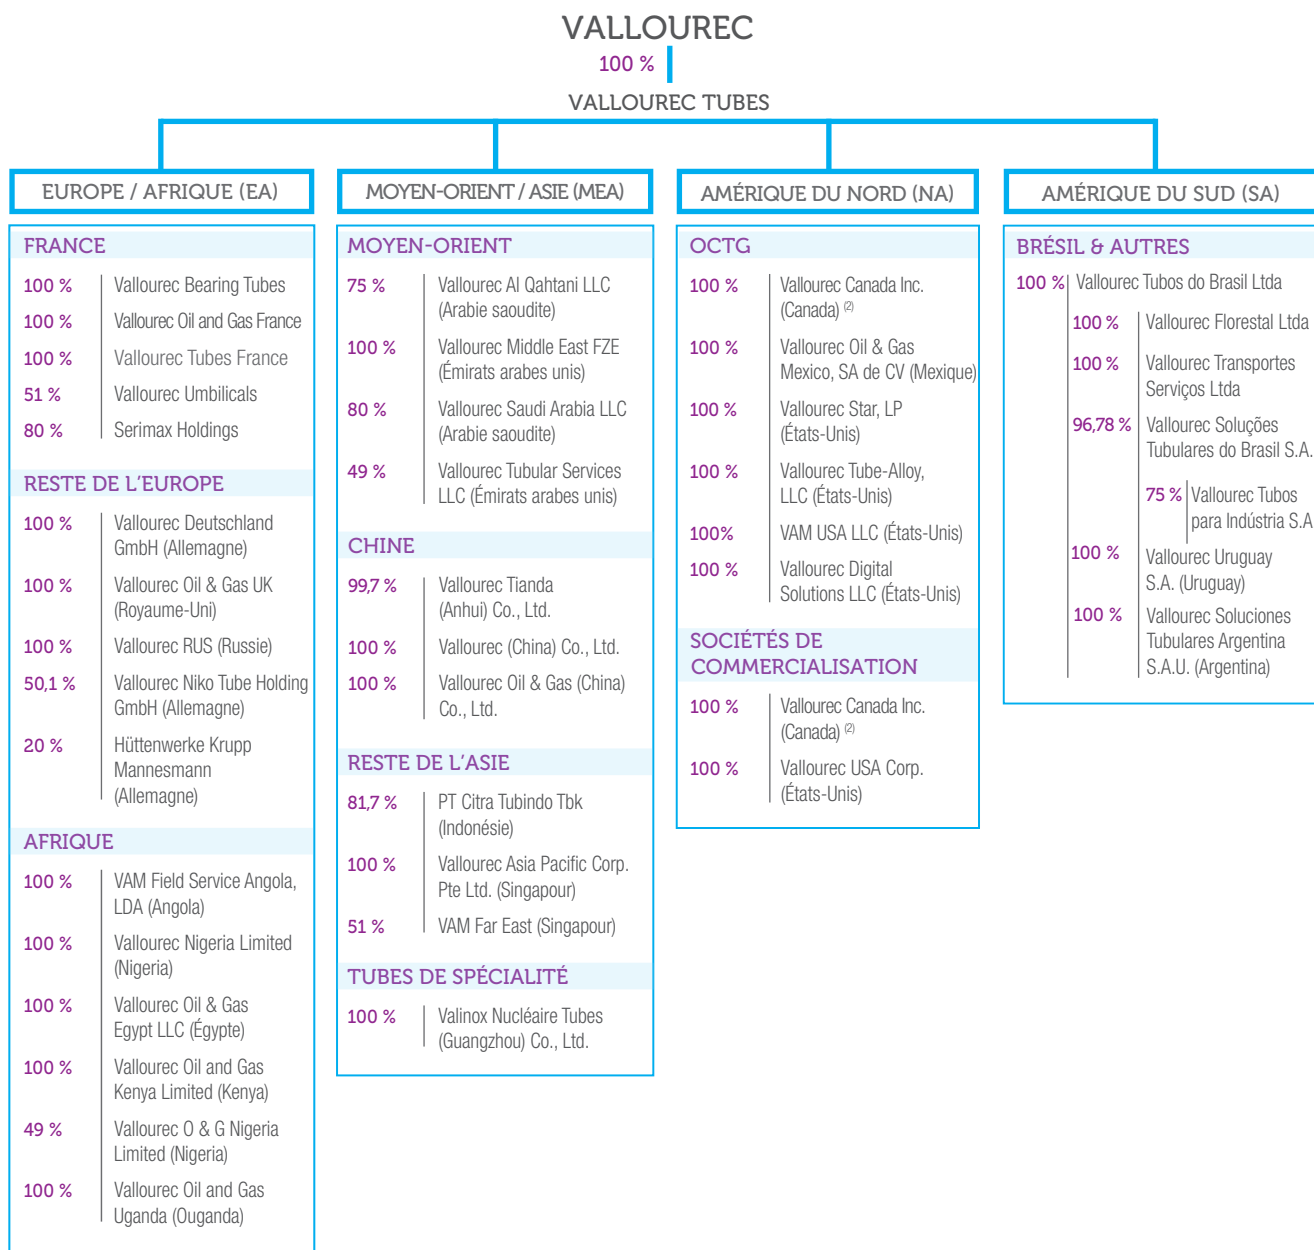 VALLOUREC
100 %
VALLOUREC TUBES
EUROPE / AFRIQUE (EA)
FRANCE
100 % Vallourec Bearing Tubes
100 % Vallourec Oil and Gas France
100 % Vallourec Tubes France
51 % Vallourec Umbilicals
80 % Serimax Holdings
RESTE DE L'EUROPE
100 % Vallourec Deutschland
GmbH (Allemagne)
100 % Vallourec Oil & Gas UK
(Royaume-Uni)
100 % Vallourec RUS (Russie)
50,1 % Vallourec Niko Tube Holding
GmbH (Allemagne)
20 % Hüttenwerke Krupp
Mannesmann
(Allemagne)
AFRIQUE
100 % VAM Field Service Angola,
LDA (Angola)
100 % Vallourec Nigeria Limited
(Nigeria)
100 % Vallourec Oil & Gas
Egypt LLC (Égypte)
100 % Vallourec Oil and Gas
Kenya Limited (Kenya)
49 % Vallourec O & G Nigeria
Limited (Nigeria)
100 % Vallourec Oil and Gas
Uganda (Ouganda)
MOYEN-ORIENT / ASIE (MEA)
MOYEN-ORIENT
75 % Vallourec Al Qahtani LLC
(Arabie saoudite)
100 % Vallourec Middle East FZE
(Émirats arabes unis)
80 % Vallourec Saudi Arabia LLC
(Arabie saoudite)
49 % Vallourec Tubular Services
LLC (Émirats arabes unis)
CHINE
99,7 % Vallourec Tianda
(Anhui) Co., Ltd.
100 % Vallourec (China) Co., Ltd.
100 % Vallourec Oil & Gas (China)
Co., Ltd.
RESTE DE L'ASIE
81,7 % PT Citra Tubindo Tbk
(Indonésie)
100 % Vallourec Asia Pacific Corp.
Pte Ltd. (Singapour)
51 % VAM Far East (Singapour)
TUBES DE SPÉCIALITÉ
100 % Valinox Nucléaire Tubes
(Guangzhou) Co., Ltd.
AMÉRIQUE DU NORD (NA)
OCTG
100 % Vallourec Canada Inc.
(Canada) (2)
100 % Vallourec Oil & Gas
Mexico, SA de CV (Mexique)
100 % Vallourec Star, LP
(États-Unis)
100 % Vallourec Tube-Alloy,
LLC (États-Unis)
100% VAM USA LLC (États-Unis)
100 % Vallourec Digital
Solutions LLC (États-Unis)
SOCIÉTÉS DE
COMMERCIALISATION
100 % Vallourec Canada Inc.
(Canada) (2)
100 % Vallourec USA Corp.
(États-Unis)
AMÉRIQUE DU SUD (SA)
BRÉSIL & AUTRES
100 % Vallourec Tubos do Brasil Ltda
100 % Vallourec Florestal Ltda
100 % Vallourec Transportes
Serviços Ltda
96,78 % Vallourec Soluções
Tubulares do Brasil S.A.
75 % Vallourec Tubos
para Indústria S.A
100 % Vallourec Uruguay
S.A. (Uruguay)
100 % Vallourec Soluciones
Tubulares Argentina
S.A.U. (Argentina)